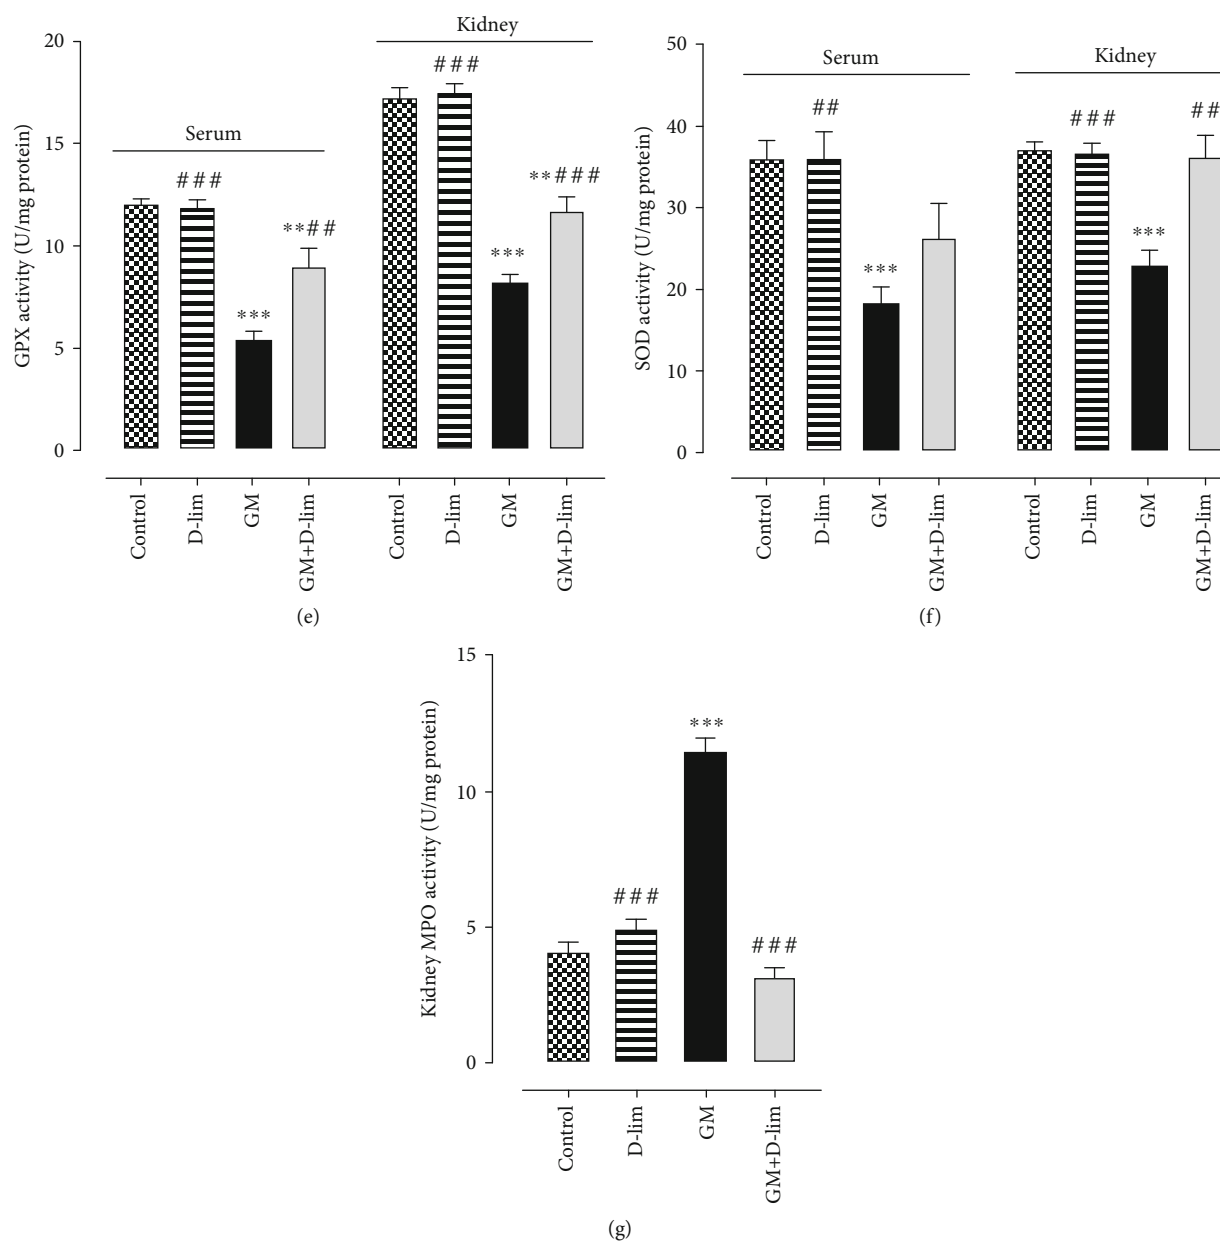 GPX activity (U/mg protein)
20
15
10
5
0
Serum
Kidney
###
***
**##
###
***
**###
Control
D-lim
GM
GM+D-lim
Control
D-lim
GM
GM+D-lim
(e)
SOD activity (U/mg protein)
50
40
30
20
10
0
Serum
Kidney
##
***
###
***
##
Control
D-lim
GM
GM+D-lim
Control
D-lim
GM
GM+D-lim
(f)
Kidney MPO activity (U/mg protein)
15
10
5
0
###
***
###
Control
D-lim
GM
GM+D-lim
(g)